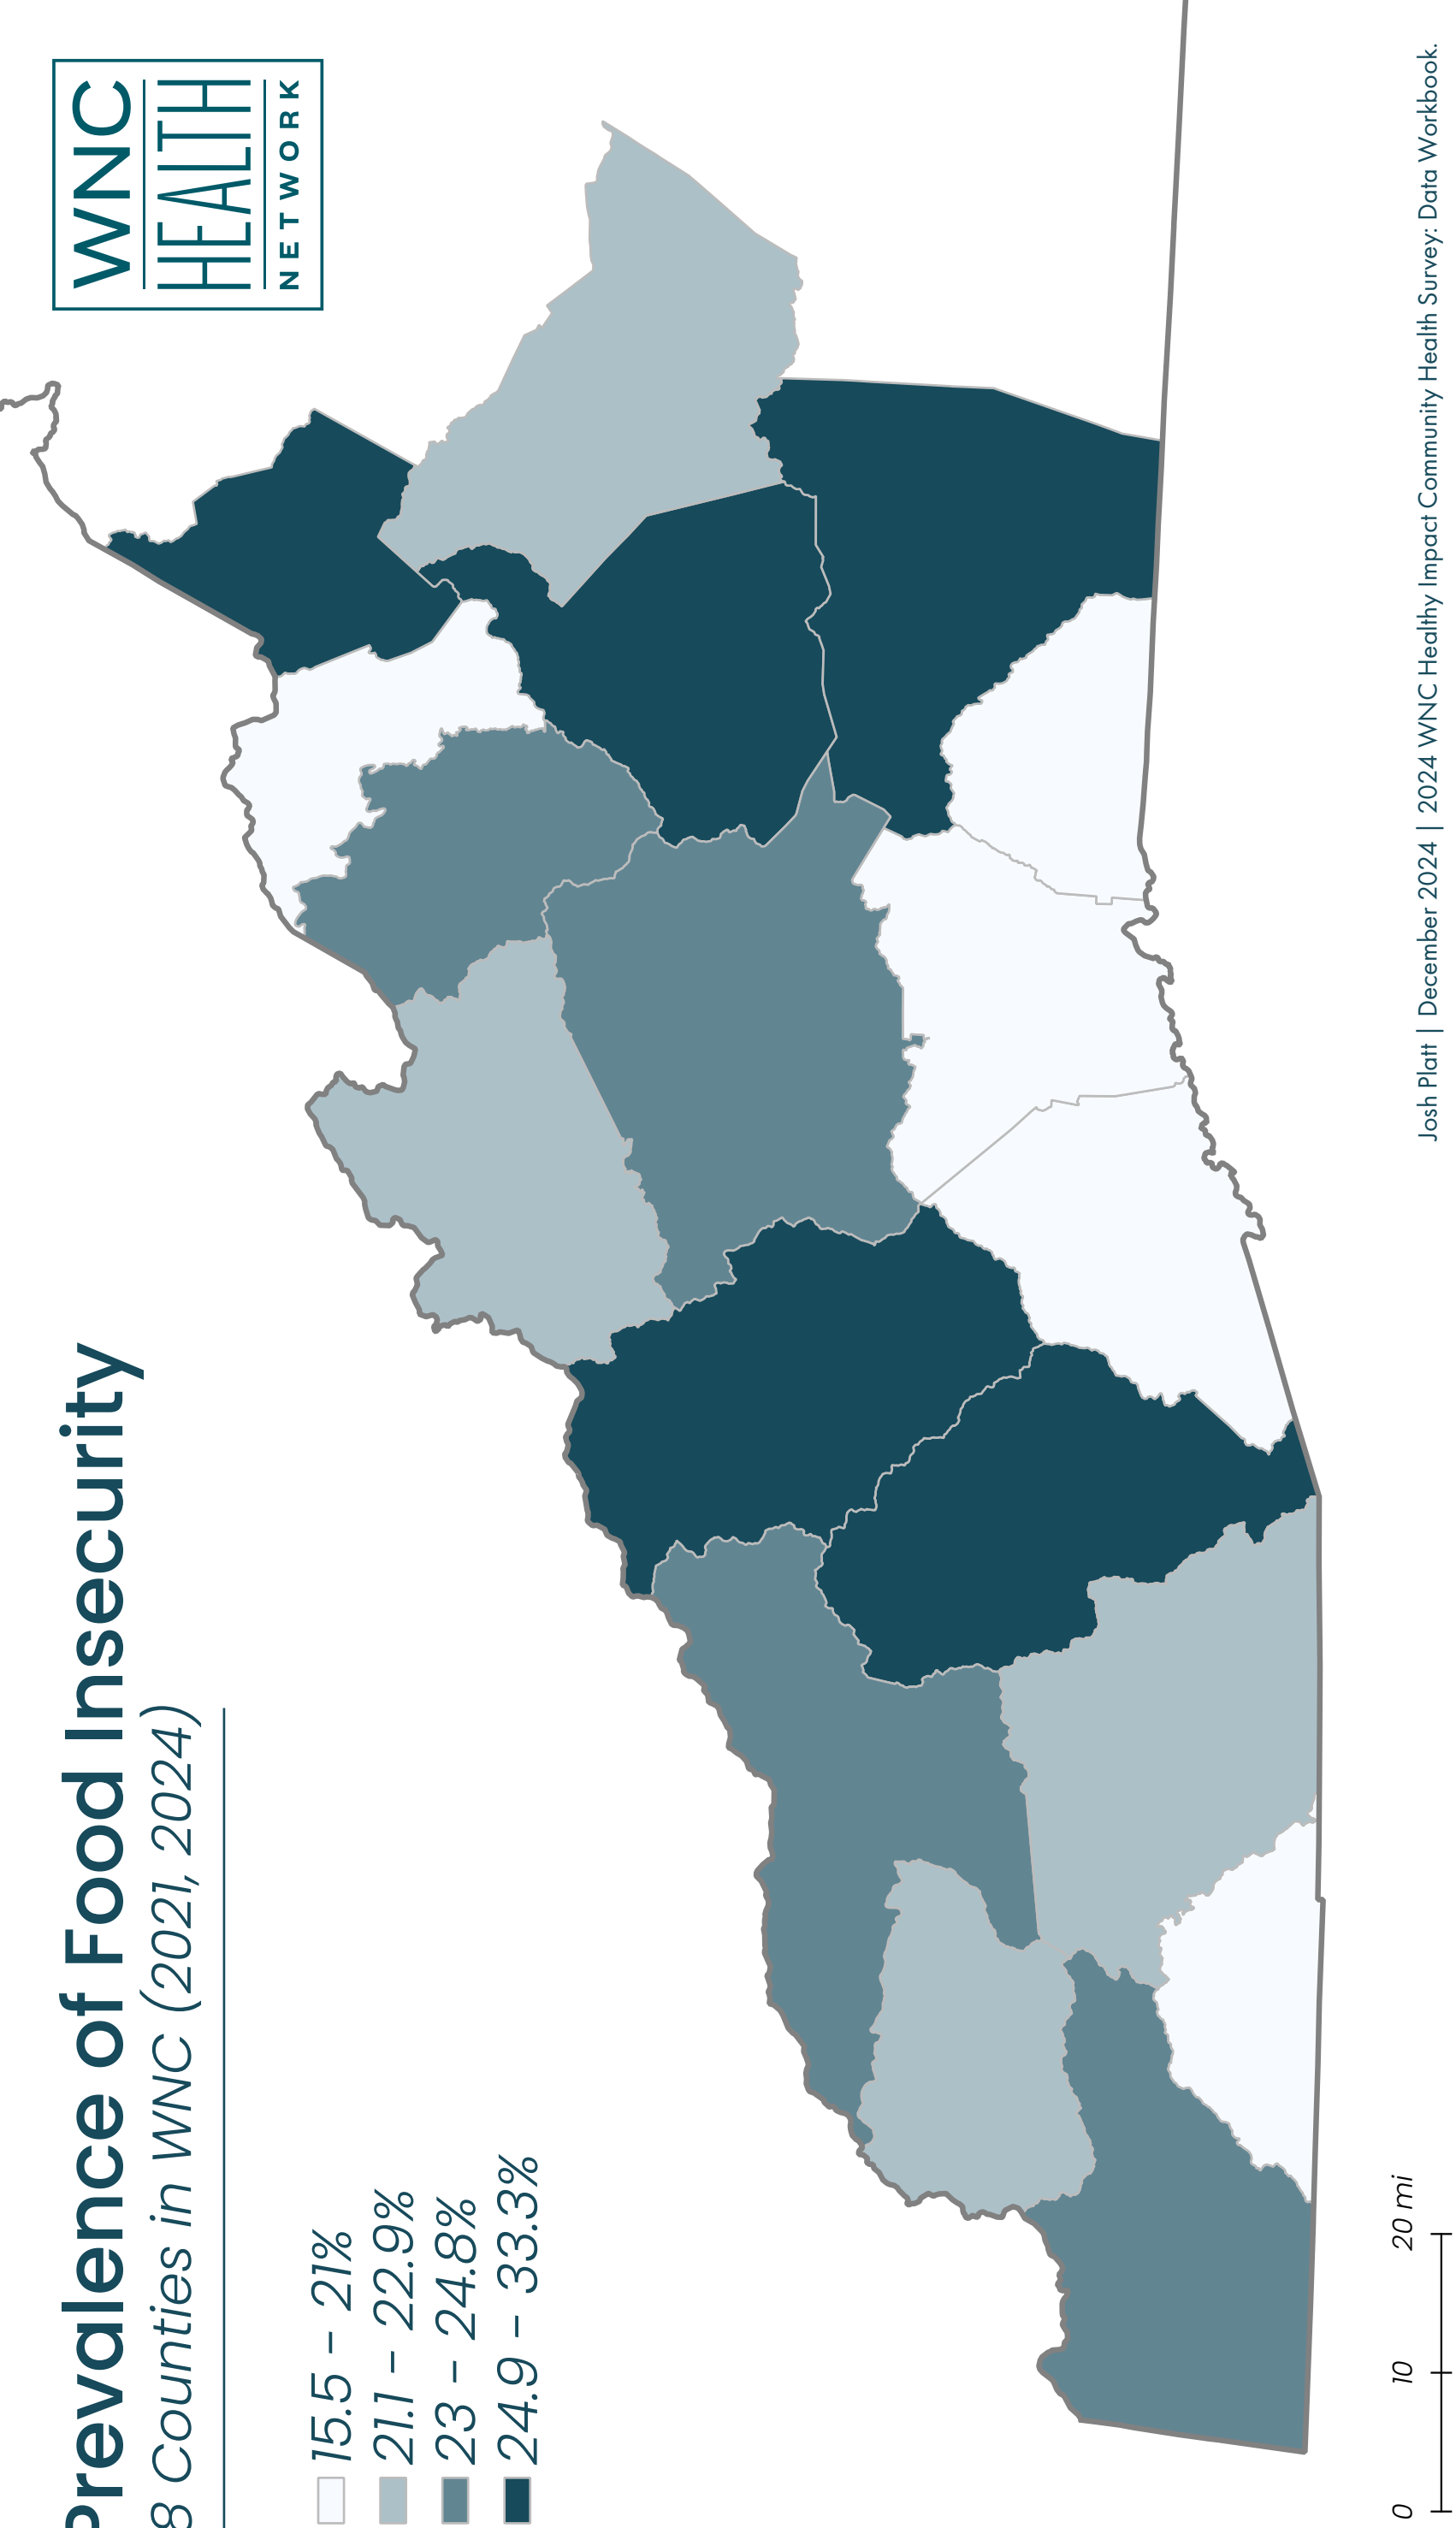 Prevalence of Food Insecurity
8 Counties in WNC (2021, 2024)
WNC
HEALTH
NETWORK
15.5 – 21%
21.1 – 22.9%
23 – 24.8%
24.9 – 33.3%
0 10 20 mi
Josh Platt | December 2024 | 2024 WNC Healthy Impact Community Health Survey: Data Workbook.